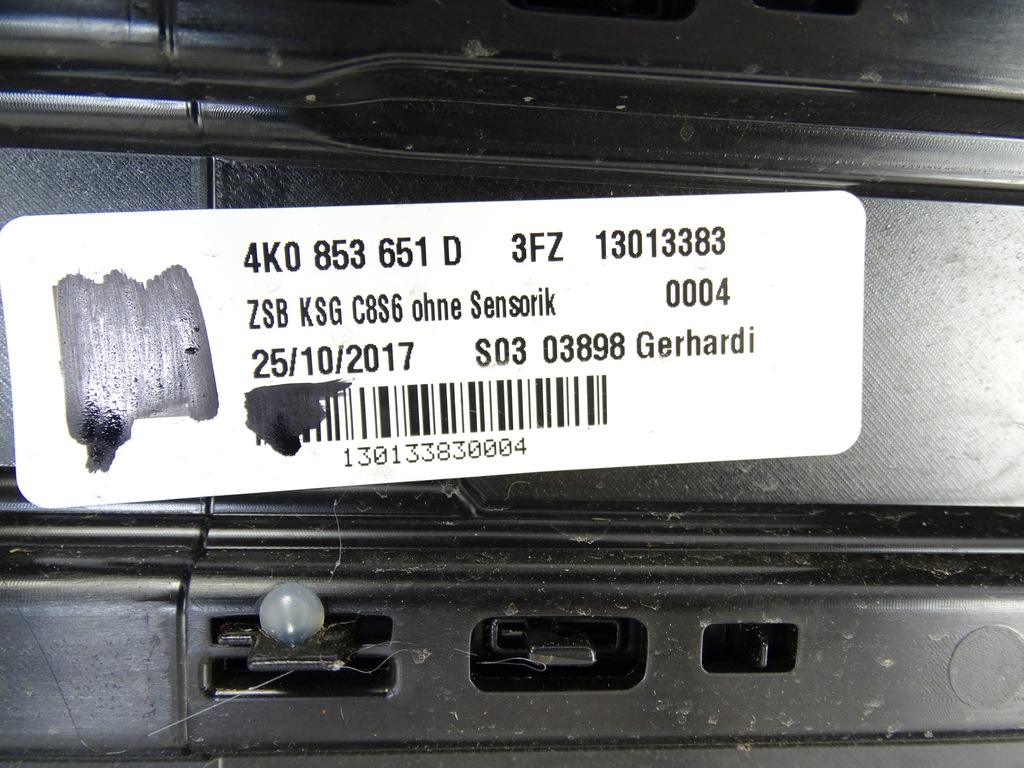 4K0 853 651 D 3FZ 13013383
ZSB KSG C8S6 ohne Sensorik 0004
25/10/2017 S03 03898 Gerhardi
130133830004